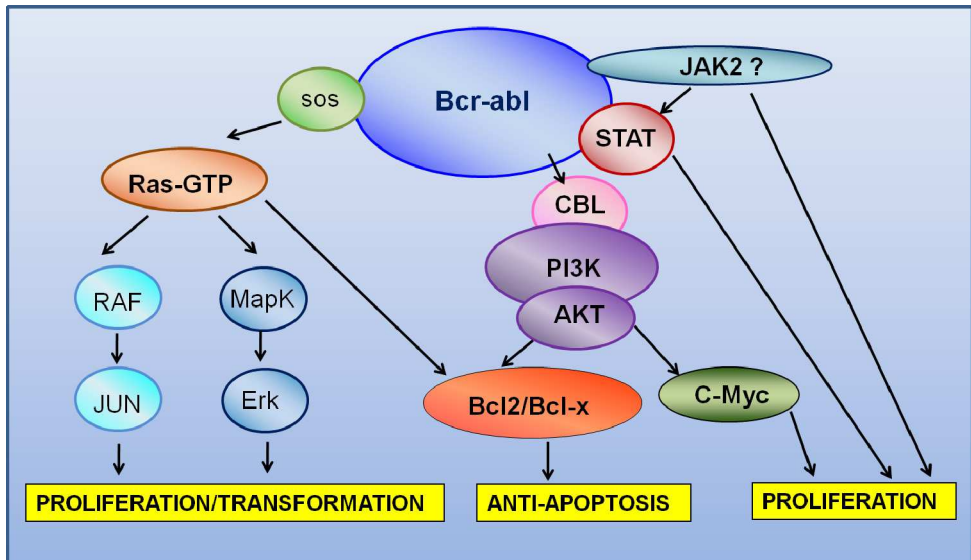 Bcr-abl
JAK2 ?
sos
STAT
Ras-GTP
CBL
PI3K
RAF
MapK
AKT
JUN
Erk
Bcl2/Bcl-x
C-Myc
PROLIFERATION/TRANSFORMATION
ANTI-APOPTOSIS
PROLIFERATION